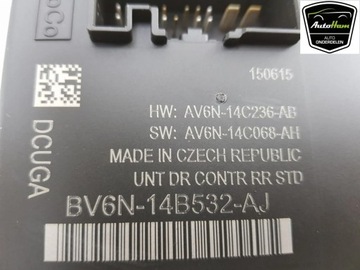 oCo
AutoHam
AUTO-ONDERDELEN
150615
HW: AV6N-14C236-AB
SW: AV6N-14C068-AH
MADE IN CZECH REPUBLIC
UNT DR CONTR RR STD
DCUGA
BV6N-14B532-AJ